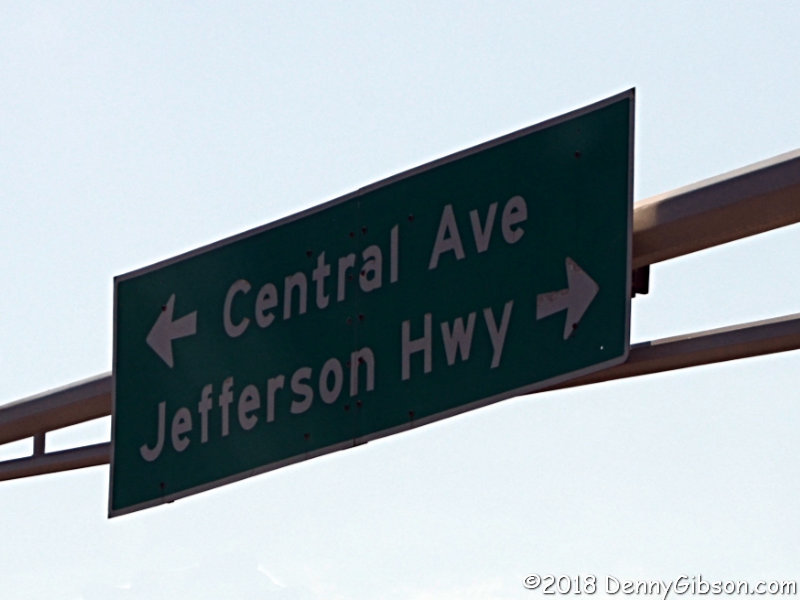 ← Central Ave
Jefferson Hwy →
©2018 DennyGibson.com